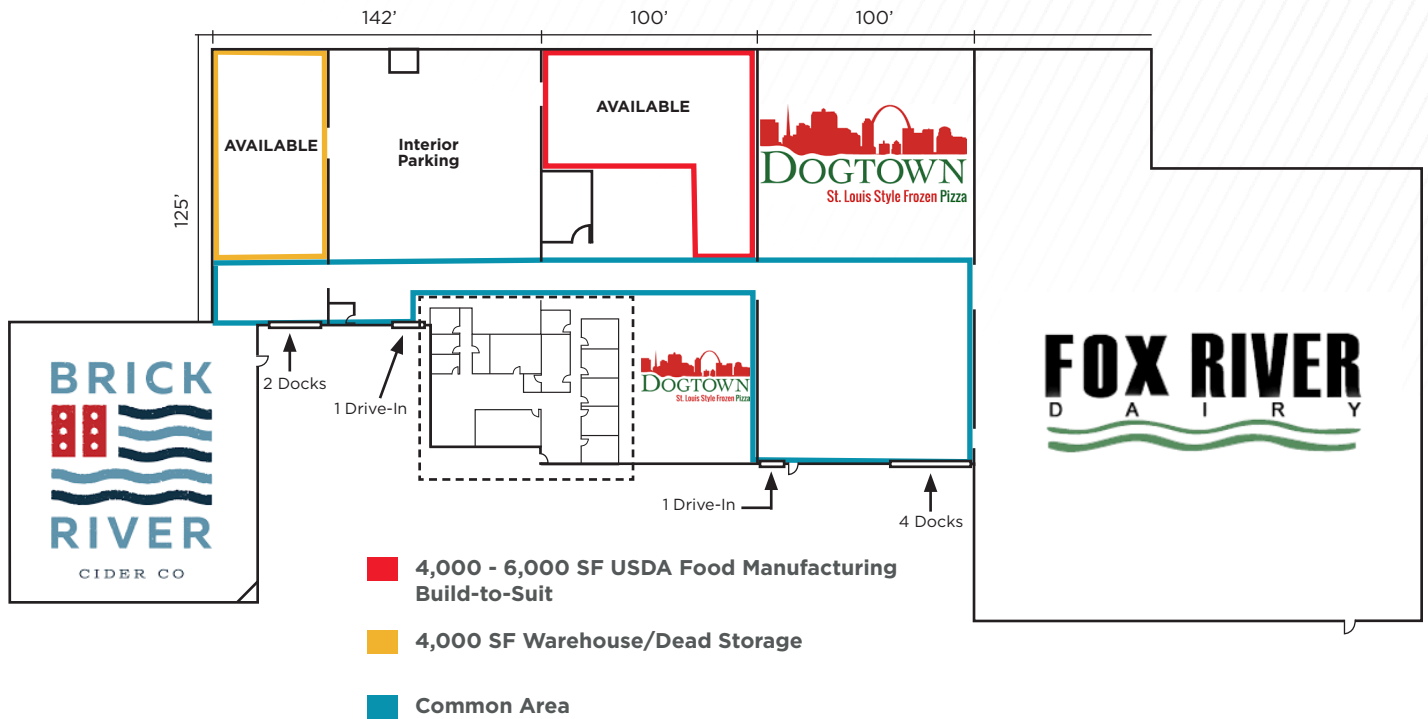 142’
100’
100’
125’
AVAILABLE
Interior
Parking
AVAILABLE
DOGTOWN
St. Louis Style Frozen Pizza
BRICK
RIVER
CIDER CO
2 Docks
1 Drive-In
DOGTOWN
St. Louis Style Frozen Pizza
FOX RIVER
DAIRY
1 Drive-In
4 Docks
4,000 - 6,000 SF USDA Food Manufacturing
Build-to-Suit
4,000 SF Warehouse/Dead Storage
Common Area